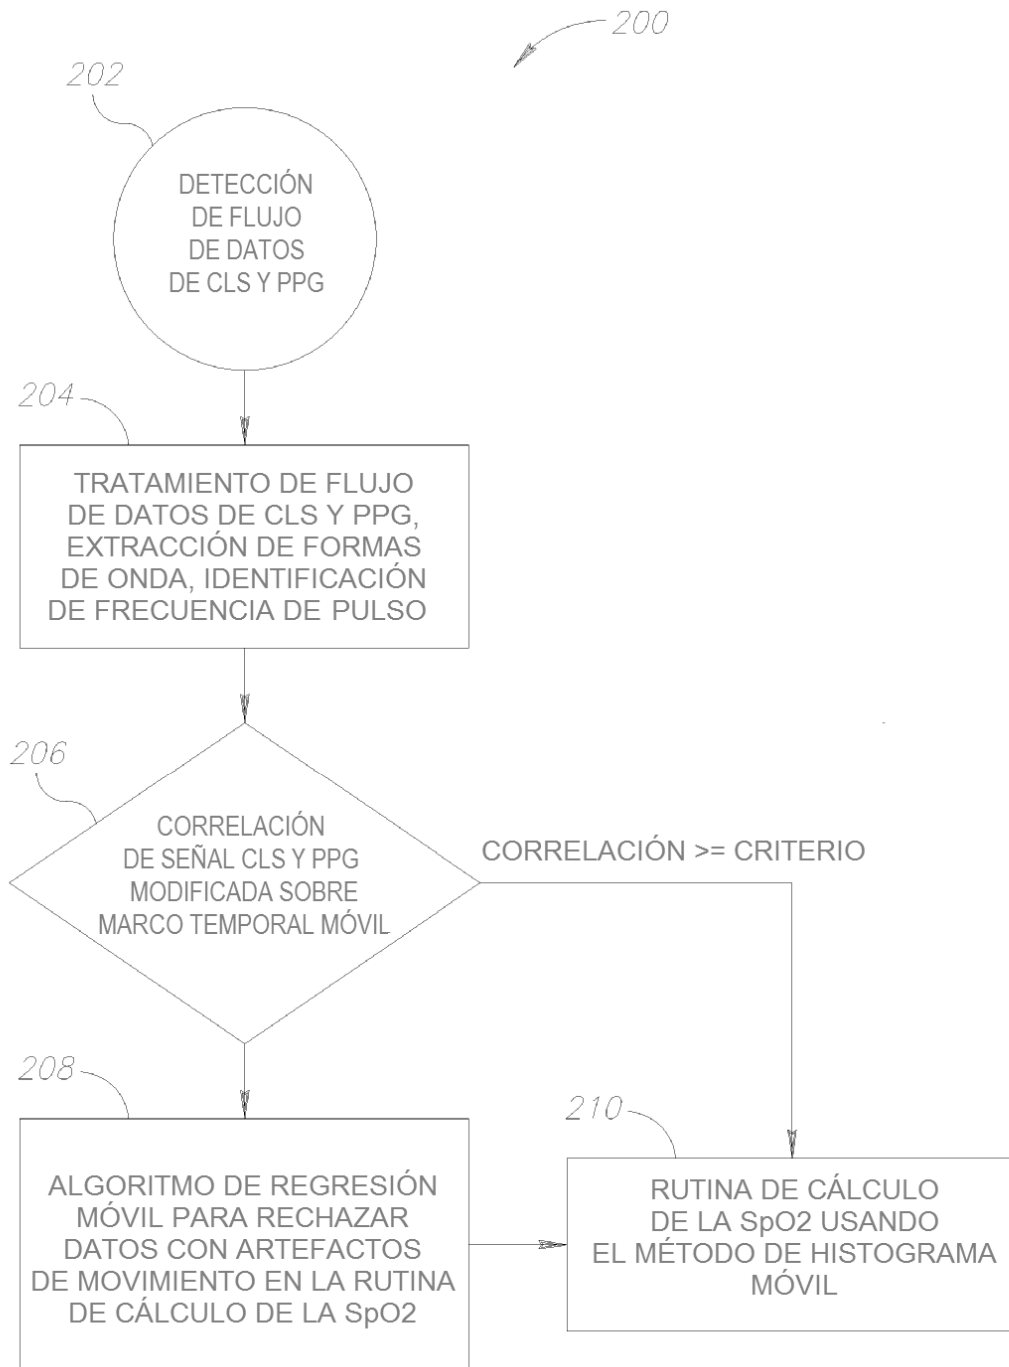 200
202
DETECCIÓN
DE FLUJO
DE DATOS
DE CLS Y PPG
204
TRATAMIENTO DE FLUJO
DE DATOS DE CLS Y PPG,
EXTRACCIÓN DE FORMAS
DE ONDA, IDENTIFICACIÓN
DE FRECUENCIA DE PULSO
206
CORRELACIÓN
DE SEÑAL CLS Y PPG
MODIFICADA SOBRE
MARCO TEMPORAL MÓVIL
CORRELACIÓN >= CRITERIO
208
ALGORITMO DE REGRESIÓN
MÓVIL PARA RECHAZAR
DATOS CON ARTEFACTOS
DE MOVIMIENTO EN LA RUTINA
DE CÁLCULO DE LA SpO2
210
RUTINA DE CÁLCULO
DE LA SpO2 USANDO
EL MÉTODO DE HISTOGRAMA
MÓVIL